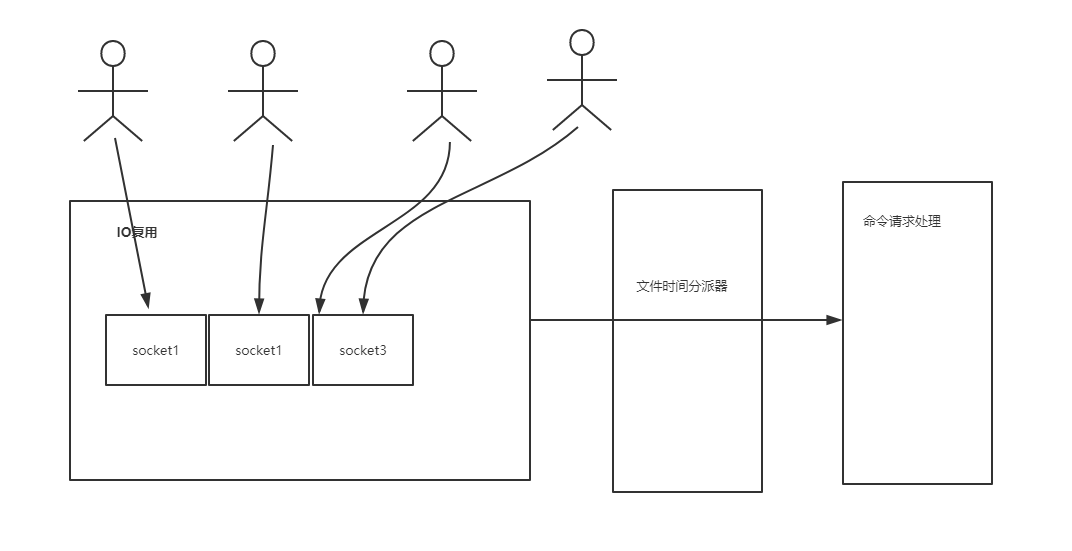 IO复用
命令请求处理
文件时间分派器
socket1
socket1
socket3